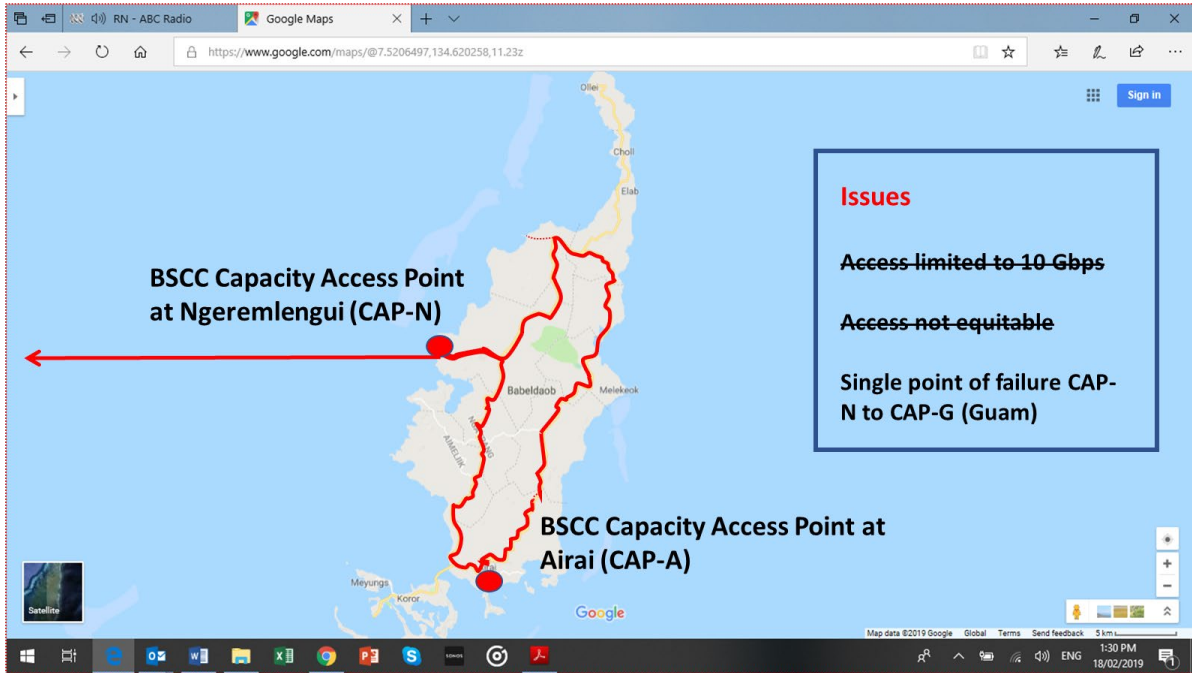 RN - ABC Radio
Google Maps
https://www.google.com/maps/@7.5206497,134.620258,11.23z
Sign in
Ollei
Choll
Elab
Issues
Access limited to 10 Gbps
Access not equitable
Single point of failure CAP-
N to CAP-G (Guam)
BSCC Capacity Access Point
at Ngeremlengui (CAP-N)
Babeldaob
Melekeok
AIMELIIK
BSCC Capacity Access Point at
Airai (CAP-A)
Meyungs
Koror
Satellite
Google
Map data ©2019 Google Global Terms Send feedback 5 km
SONOS
ENG
1:30 PM
18/02/2019